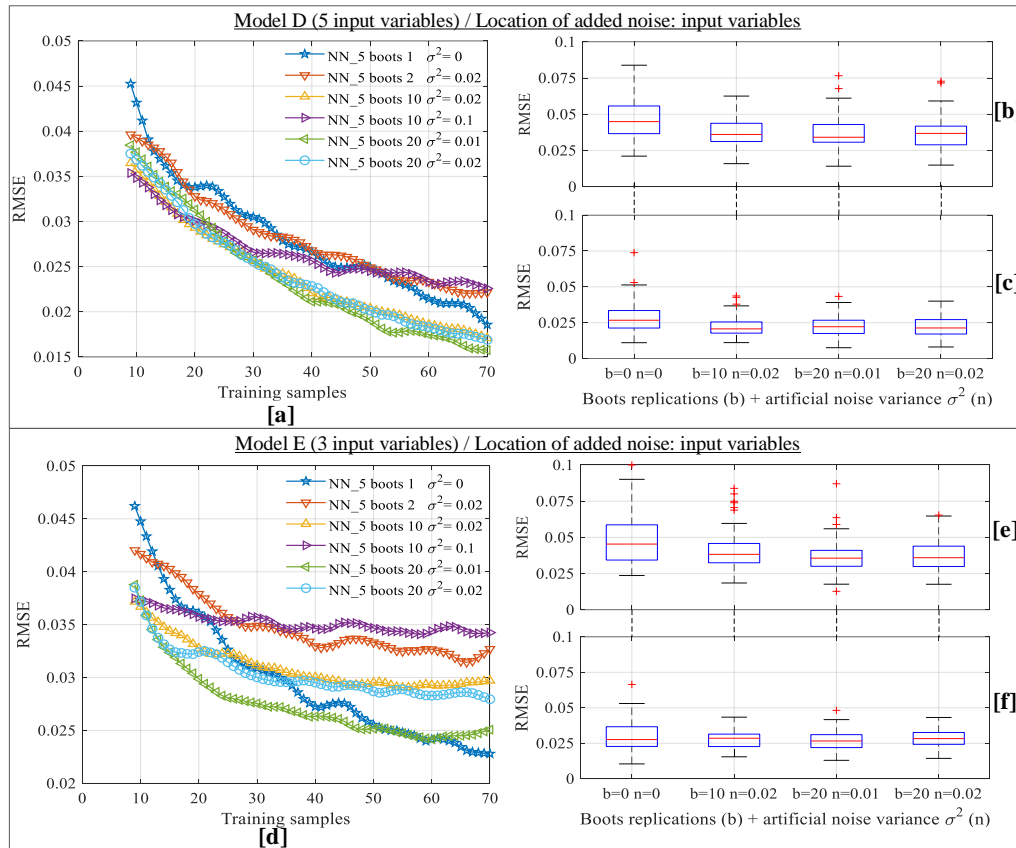 Model D (5 input variables) / Location of added noise: input variables
0.05
0.045
0.04
0.035
0.03
0.025
0.02
0.015
RMSE
NN_5 boots 1 σ²= 0
NN_5 boots 2 σ²= 0.02
NN_5 boots 10 σ²= 0.02
NN_5 boots 10 σ²= 0.1
NN_5 boots 20 σ²= 0.01
NN_5 boots 20 σ²= 0.02
0 10 20 30 40 50 60 70
Training samples
[a]
0.1
0.075
0.05
0.025
0
RMSE
[b
0.1
0.075
0.05
0.025
0
RMSE
[c]
b=0 n=0 b=10 n=0.02 b=20 n=0.01 b=20 n=0.02
Boots replications (b) + artificial noise variance σ² (n)
Model E (3 input variables) / Location of added noise: input variables
0.05
0.045
0.04
0.035
0.03
0.025
0.02
RMSE
NN_5 boots 1 σ²= 0
NN_5 boots 2 σ²= 0.02
NN_5 boots 10 σ²= 0.02
NN_5 boots 10 σ²= 0.1
NN_5 boots 20 σ²= 0.01
NN_5 boots 20 σ²= 0.02
0 10 20 30 40 50 60 70
Training samples
[d]
0.1
0.075
0.05
0.025
0
RMSE
[e]
0.1
0.075
0.05
0.025
0
RMSE
[f]
b=0 n=0 b=10 n=0.02 b=20 n=0.01 b=20 n=0.02
Boots replications (b) + artificial noise variance σ² (n)